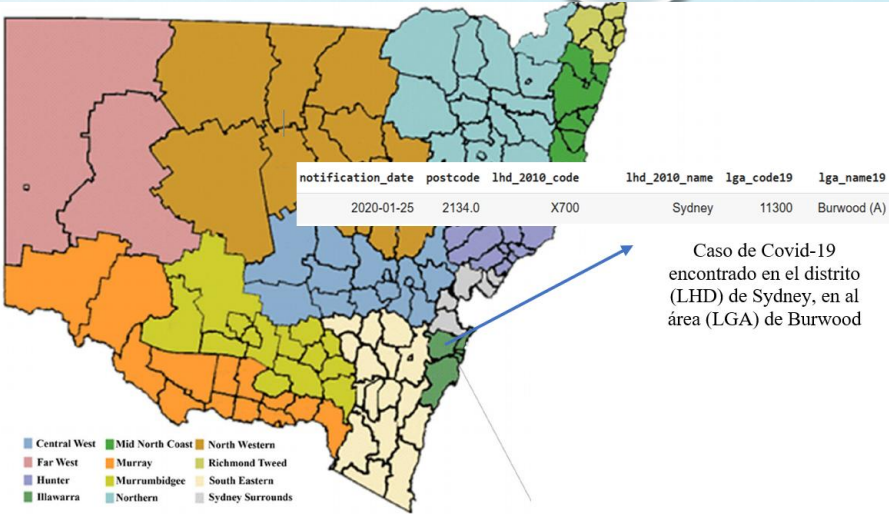 notification_date postcode lhd_2010_code lhd_2010_name lga_code19 lga_name19
2020-01-25 2134.0 X700 Sydney 11300 Burwood (A)
Caso de Covid-19
encontrado en el distrito
(LHD) de Sydney, en al
área (LGA) de Burwood
Central West Mid North Coast North Western
Far West Murray Richmond Tweed
Hunter Murrumbidgee South Eastern
Illawarra Northern Sydney Surrounds